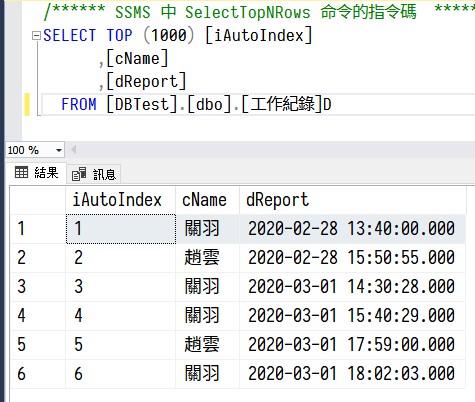 /****** SSMS 中 SelectTopNRows 命令的指令碼 *****
SELECT TOP (1000) [iAutoIndex]
,[cName]
,[dReport]
FROM [DBTest].[dbo].[工作紀錄]D
100 %
結果 訊息
iAutoIndex cName dReport
1 1 關羽 2020-02-28 13:40:00.000
2 2 趙雲 2020-02-28 15:50:55.000
3 3 關羽 2020-03-01 14:30:28.000
4 4 關羽 2020-03-01 15:40:29.000
5 5 趙雲 2020-03-01 17:59:00.000
6 6 關羽 2020-03-01 18:02:03.000